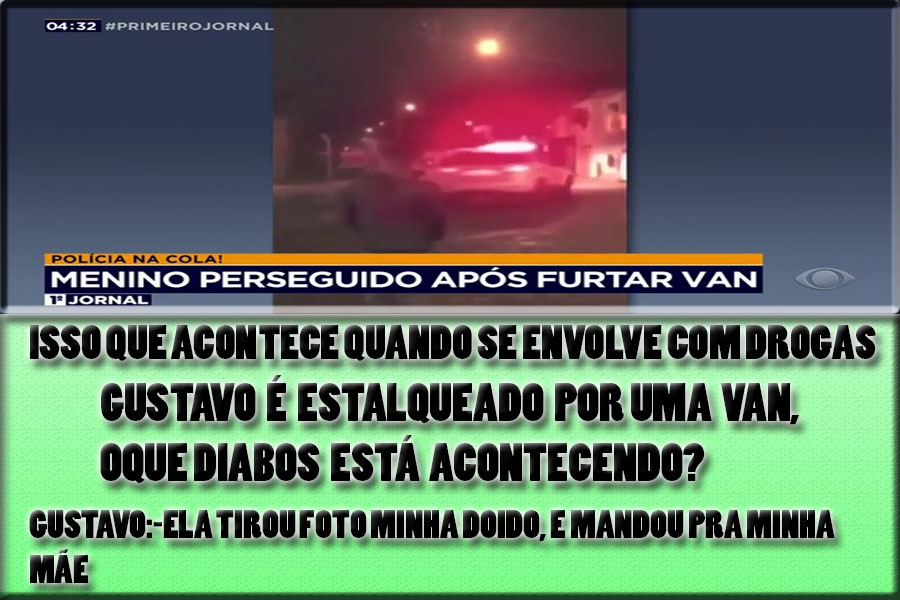 04:32 #PRIMEIROJORNAL
POLÍCIA NA COLA!
MENINO PERSEGUIDO APÓS FURTAR VAN
1º JORNAL
ISSO QUE ACONTECE QUANDO SE ENVOLVE COM DROGAS
GUSTAVO É ESTALQUEADO POR UMA VAN,
OQUE DIABOS ESTÁ ACONTECENDO?
GUSTAVO:-ELA TIROU FOTO MINHA DOIDO, E MANDOU PRA MINHA
MÃE